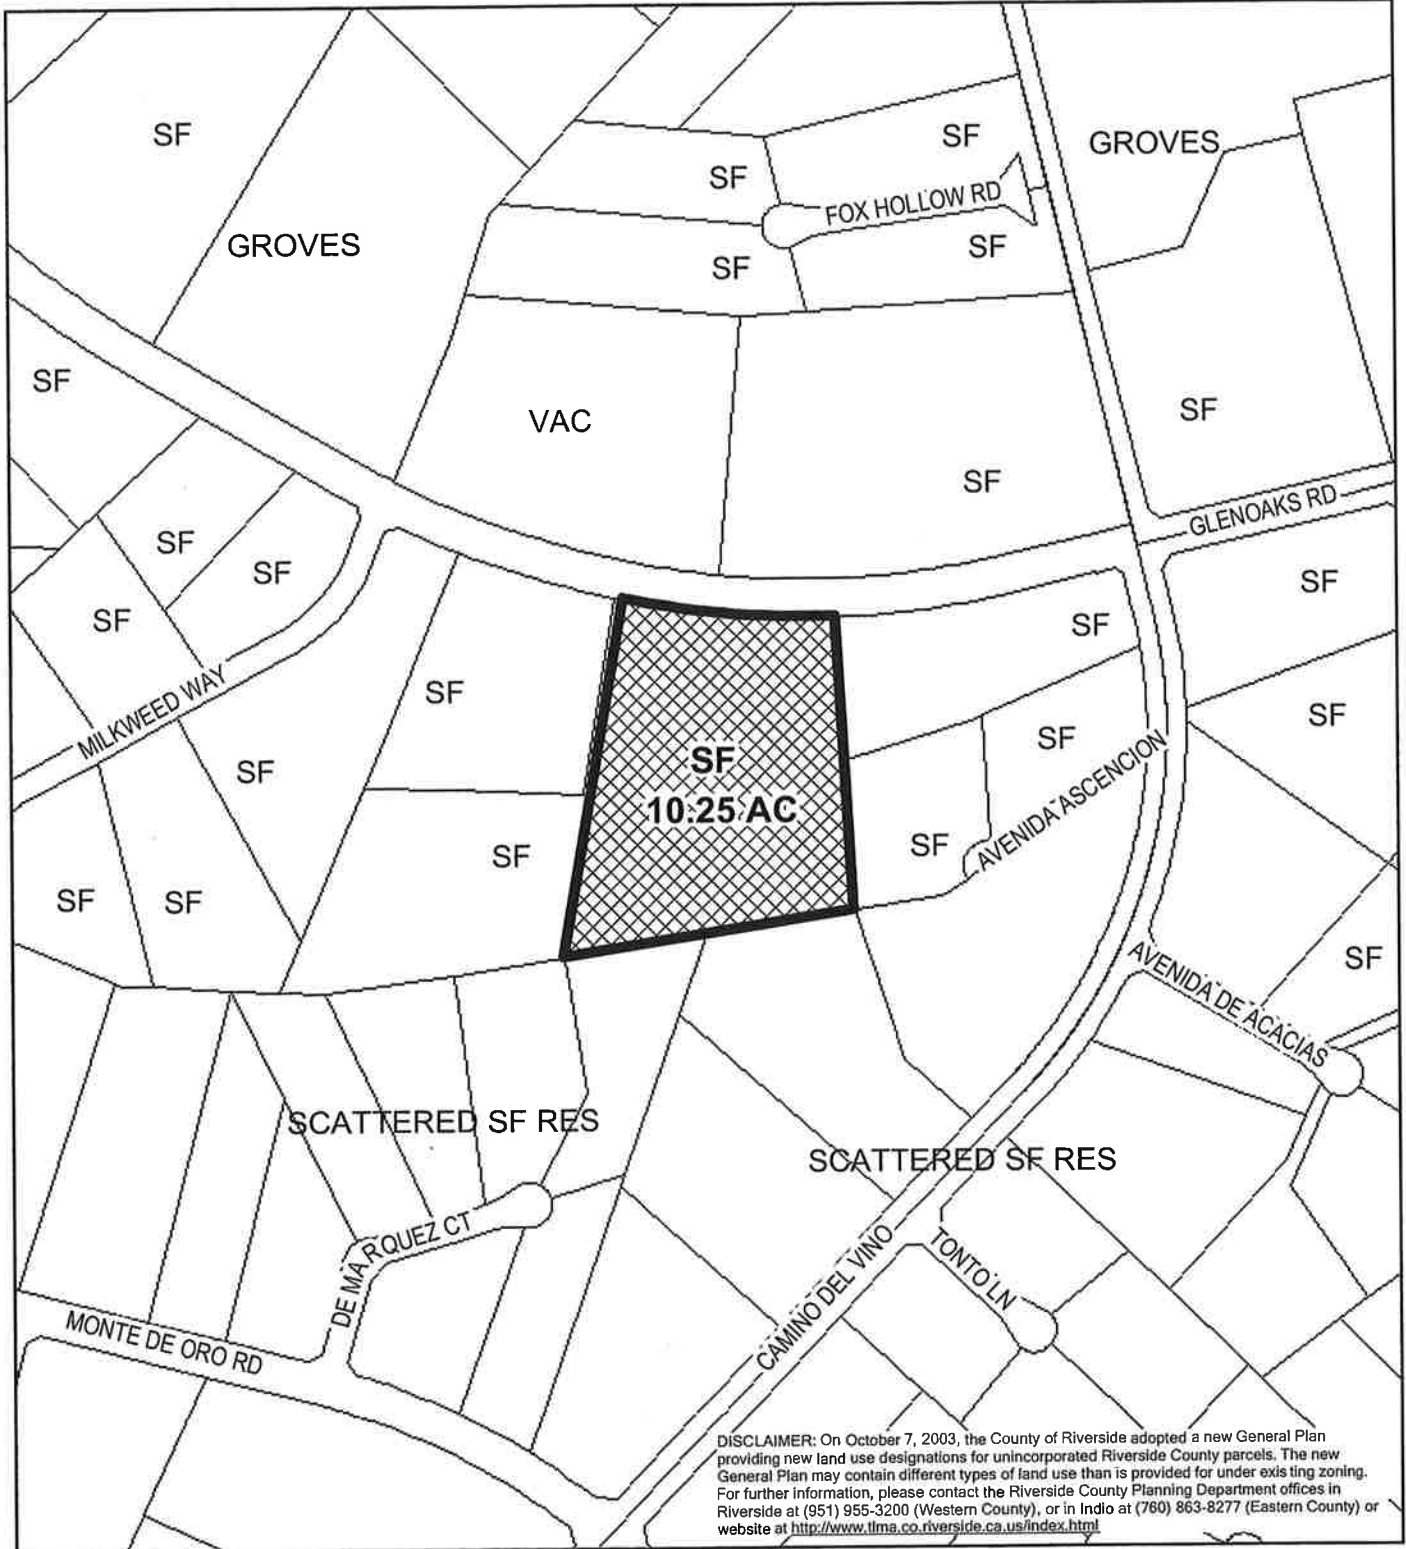 SF
SF
GROVES
SF
FOX HOLLOW RD
GROVES
SF
SF
SF
SF
VAC
SF
SF
GLENOAKS RD
SF
SF
SF
SF
SF
MILKWEED WAY
SF
SF
10.25 AC
SF
SF
SF
AVENIDA ASCENCION
SF
SF
SF
SF
SF
AVENIDA DE ACACIAS
SF
SCATTERED SF RES
SCATTERED SF RES
DE MARQUEZ CT
MONTE DE ORO RD
CAMINO DEL VINO
TONTO LN
DISCLAIMER: On October 7, 2003, the County of Riverside adopted a new General Plan
providing new land use designations for unincorporated Riverside County parcels. The new
General Plan may contain different types of land use than is provided for under existing zoning.
For further information, please contact the Riverside County Planning Department offices in
Riverside at (951) 955-3200 (Western County), or in Indio at (760) 863-8277 (Eastern County) or
website at http://www.tlma.co.riverside.ca.us/index.html